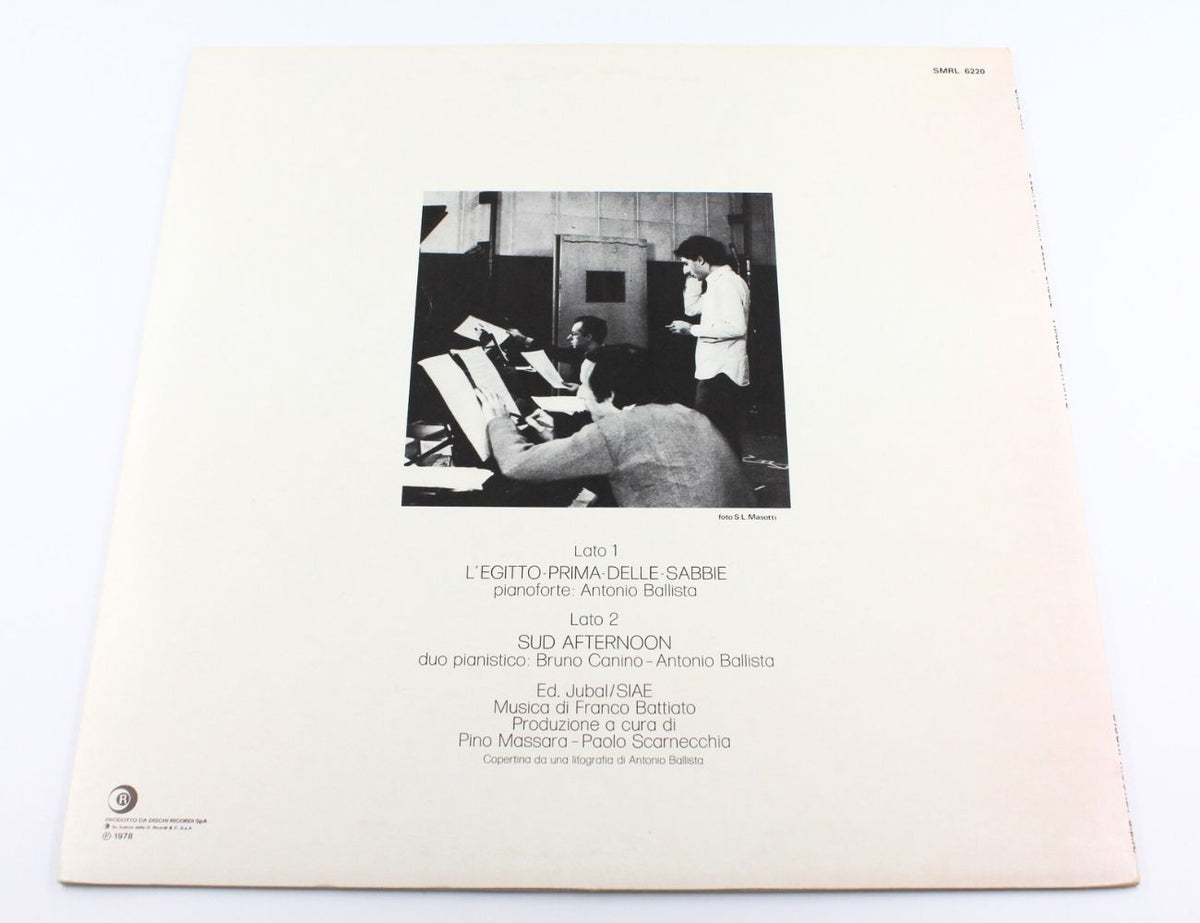 SMRL 6220
foto S.L.Masotti
Lato 1
L'EGITTO-PRIMA-DELLE-SABBIE
pianoforte: Antonio Ballista
Lato 2
SUD AFTERNOON
duo pianistico: Bruno Canino – Antonio Ballista
Ed. Jubal/SIAE
Musica di Franco Battiato
Produzione a cura di
Pino Massara – Paolo Scarnecchia
Copertina da una litografia di Antonio Ballista
R
PRODOTTO DA DISCHI RICORDI SpA
℗ 1978